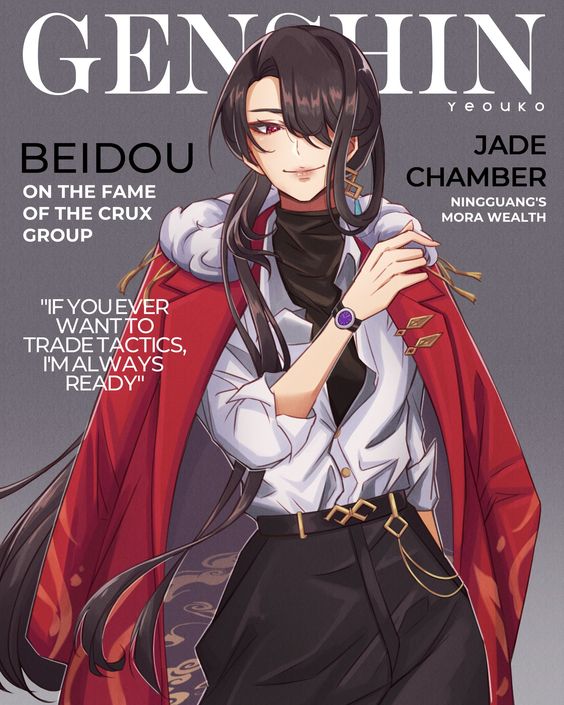 GENSHIN
Yeouko
BEIDOU
ON THE FAME
OF THE CRUX
GROUP
JADE
CHAMBER
NINGGUANG'S
MORA WEALTH
"IF YOU EVER
WANT TO
TRADE TACTICS,
I'M ALWAYS
READY"